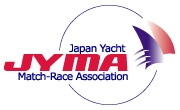 Japan Yacht
JYMA
Match-Race Association